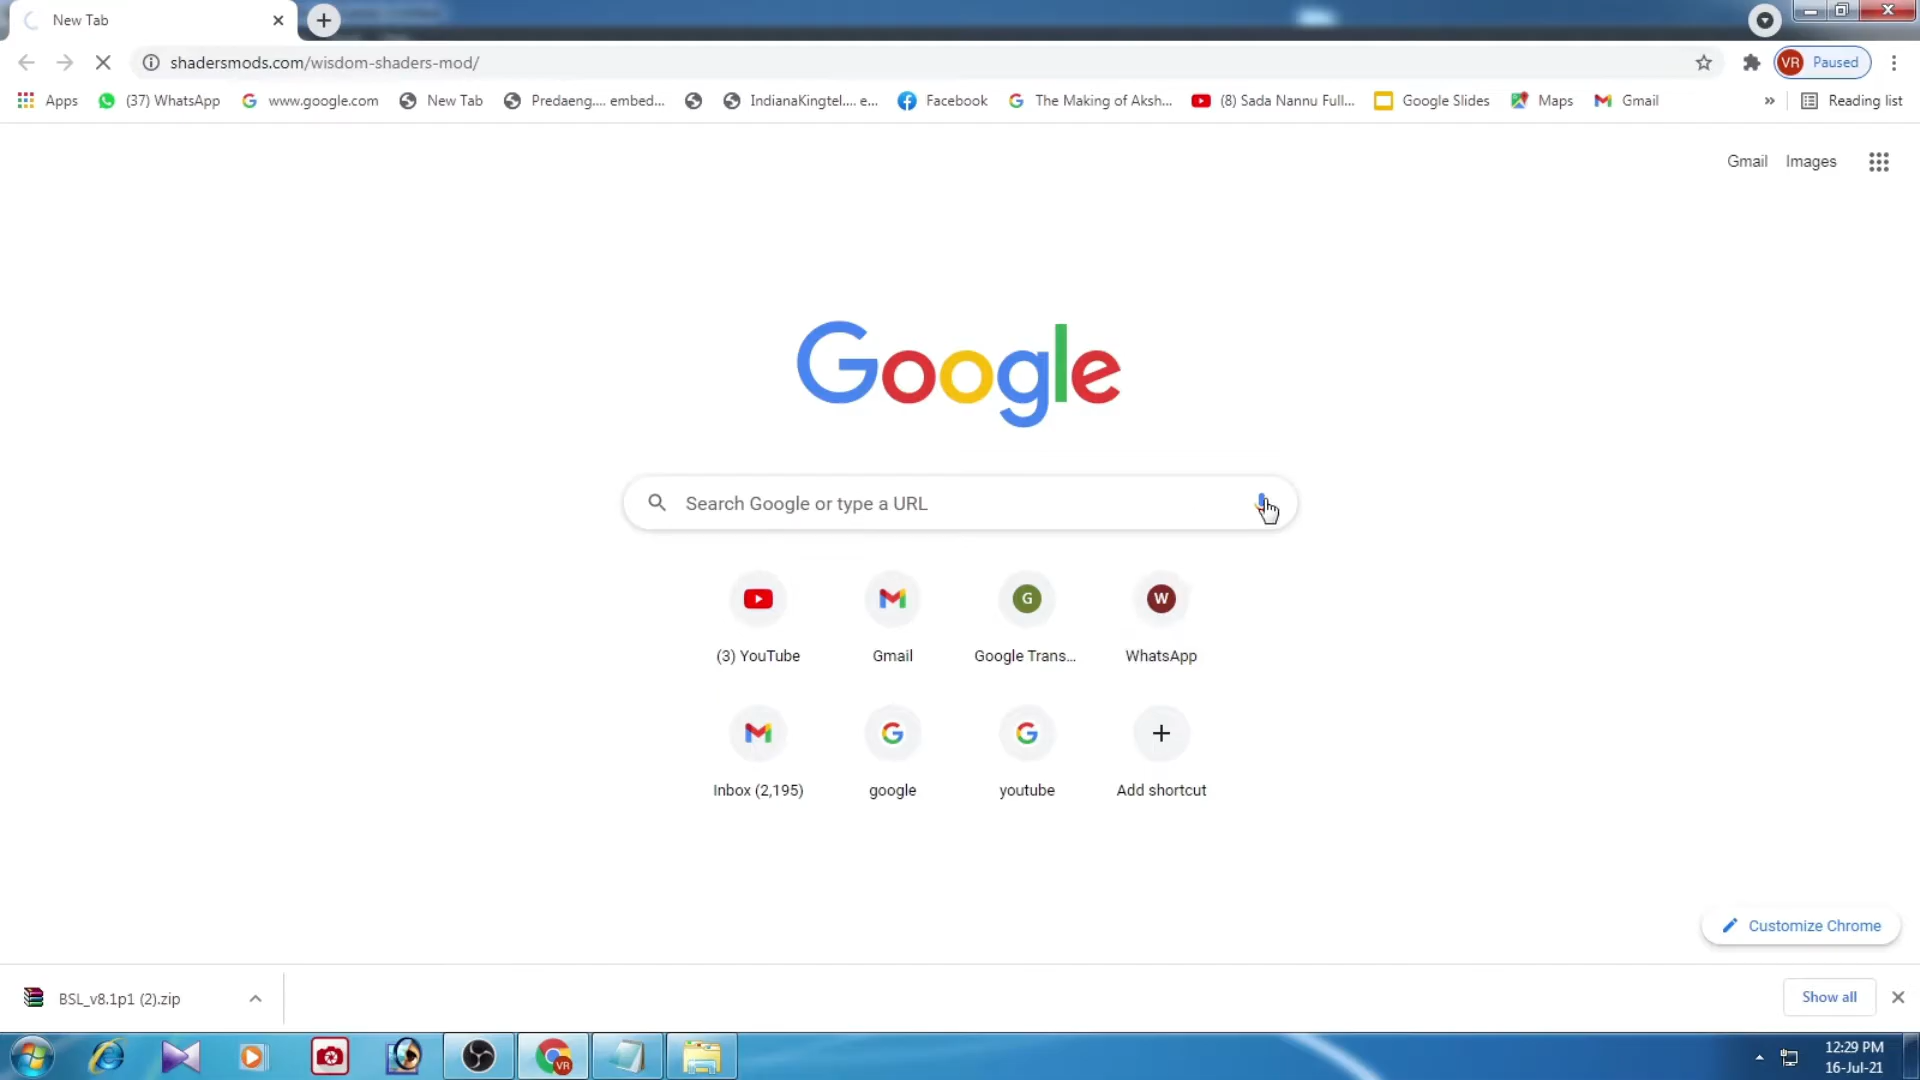 New Tab
shadersmods.com/wisdom-shaders-mod/
VR Paused
Apps (37) WhatsApp www.google.com New Tab Predaeng.... embed... IndianaKingtel.... e... Facebook The Making of Aksh... (8) Sada Nannu Full... Google Slides Maps Gmail » Reading list
Gmail Images
Google
Search Google or type a URL
G W
(3) YouTube Gmail Google Trans... WhatsApp
Inbox (2,195) google youtube Add shortcut
Customize Chrome
BSL_v8.1p1 (2).zip Show all
VR
12:29 PM
16-Jul-21